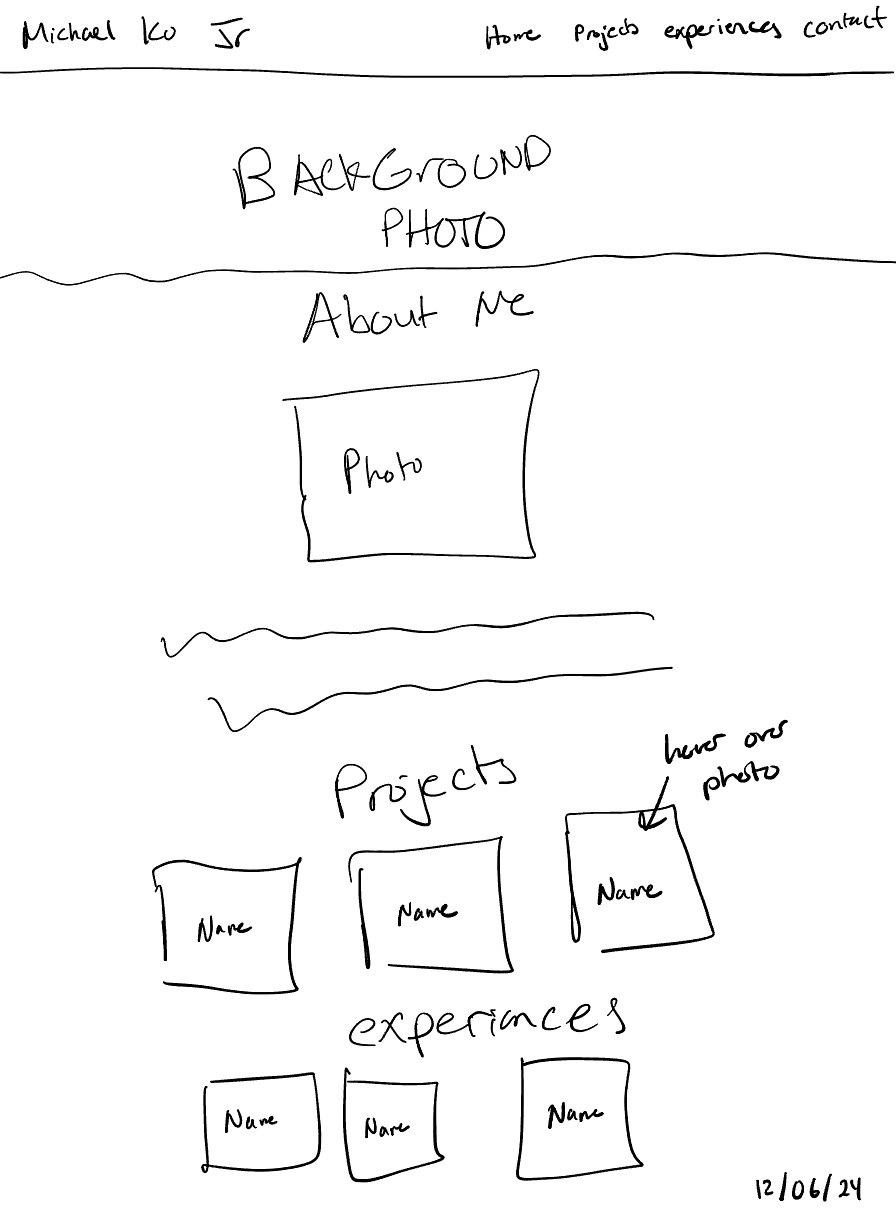 Michael Ko Jr
Home Projects experiences contact
BACKGROUND
PHOTO
About Me
Photo
Projects
hover over
photo
Name Name Name
experiances
Name Name Name
12/06/24